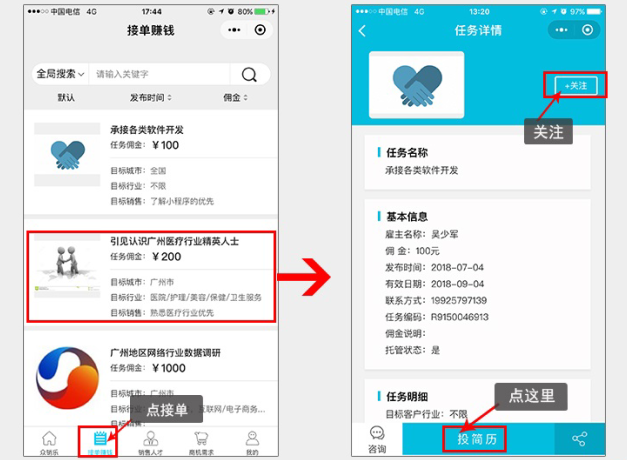 ●●●○○ 中国电信 4G 17:44 80%
接单赚钱
全局搜索 请输入关键字
默认 发布时间 佣金
承接各类软件开发
任务佣金： ￥100
目标城市： 全国
目标行业： 不限
目标销售： 了解小程序的优先
引见认识广州医疗行业精英人士
任务佣金： ￥200
目标城市： 广州市
目标行业： 医院/护理/美容/保健/卫生服务
目标销售： 熟悉医疗行业优先
广州地区网络行业数据调研
任务佣金： ￥1000
目标城市： 广州市
目标行业： 互联网/电子商务...
点接单
众销乐 接单赚钱 销售人才 商机需求 我的
●●●○○ 中国电信 4G 13:20 97%
任务详情
+关注
关注
任务名称
承接各类软件开发
基本信息
雇主名称： 吴少军
佣 金： 100元
发布时间： 2018-07-04
有效日期： 2018-09-04
联系方式： 19925797139
任务编码： R9150046913
佣金说明：
托管状态： 是
任务明细
目标客户行业： 不限
点这里
咨询 投简历